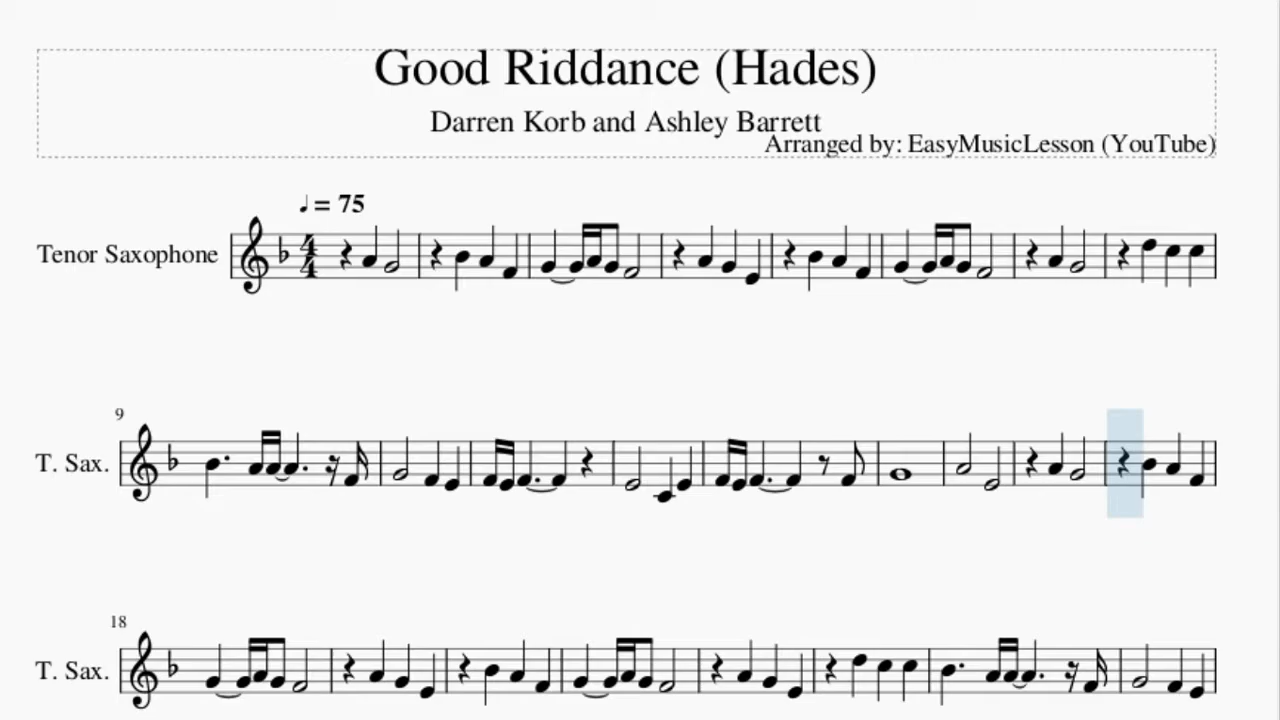 Good Riddance (Hades)
Darren Korb and Ashley Barrett
Arranged by: EasyMusicLesson (YouTube)
♩ = 75
Tenor Saxophone
4
4
9
T. Sax.
18
T. Sax.